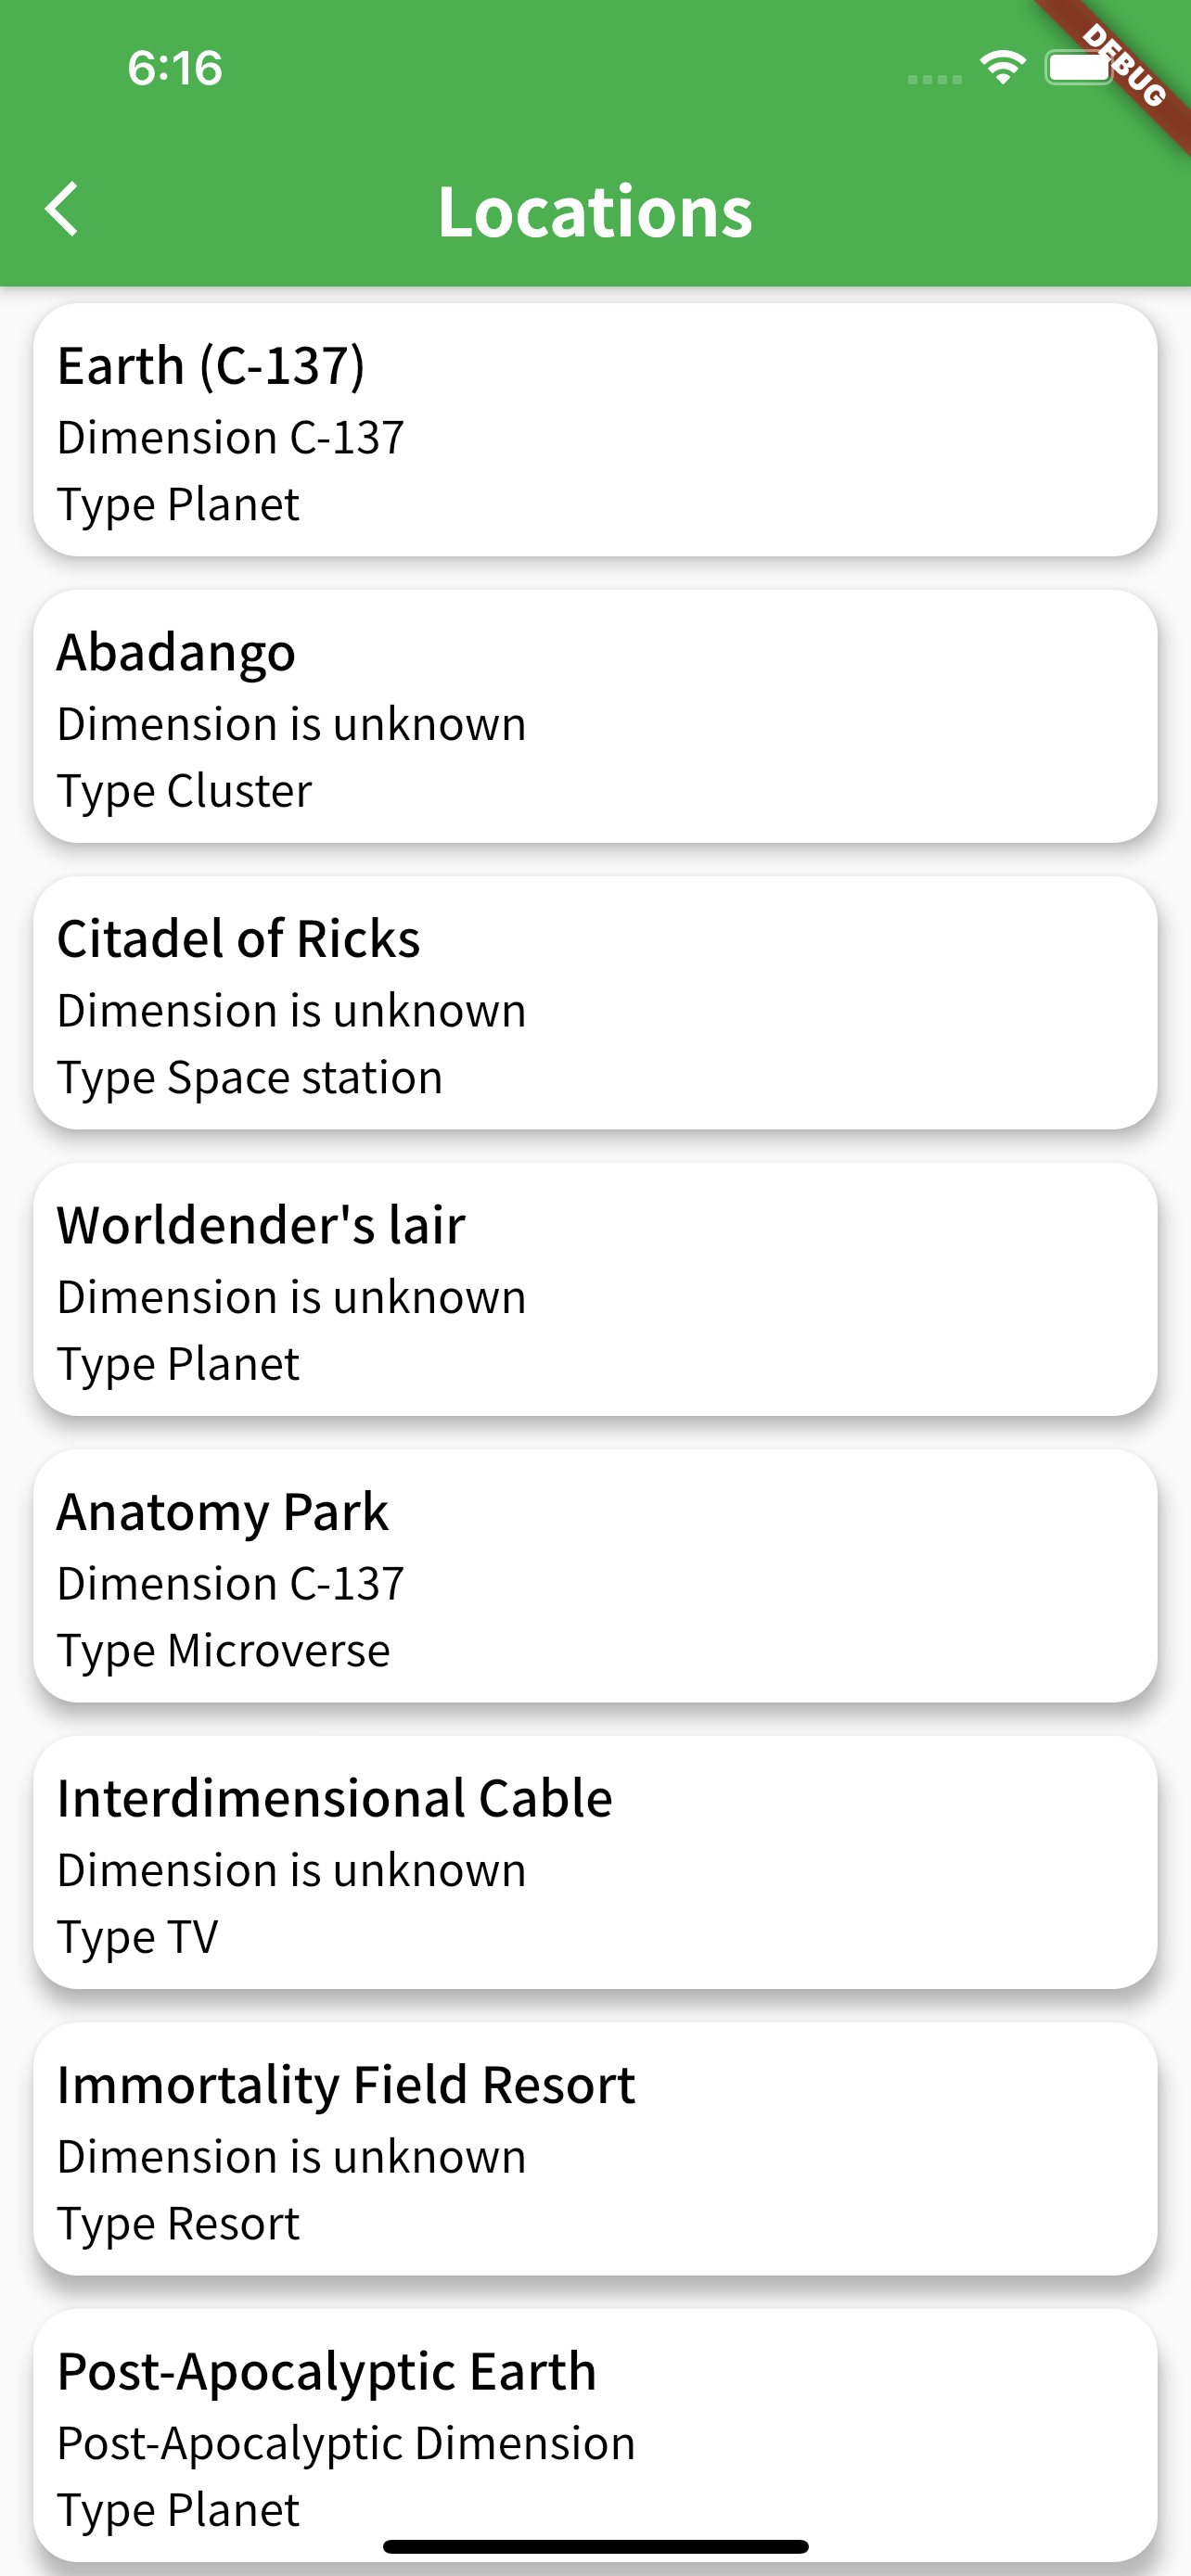 6:16
DEBUG
Locations
Earth (C-137)
Dimension C-137
Type Planet
Abadango
Dimension is unknown
Type Cluster
Citadel of Ricks
Dimension is unknown
Type Space station
Worldender's lair
Dimension is unknown
Type Planet
Anatomy Park
Dimension C-137
Type Microverse
Interdimensional Cable
Dimension is unknown
Type TV
Immortality Field Resort
Dimension is unknown
Type Resort
Post-Apocalyptic Earth
Post-Apocalyptic Dimension
Type Planet